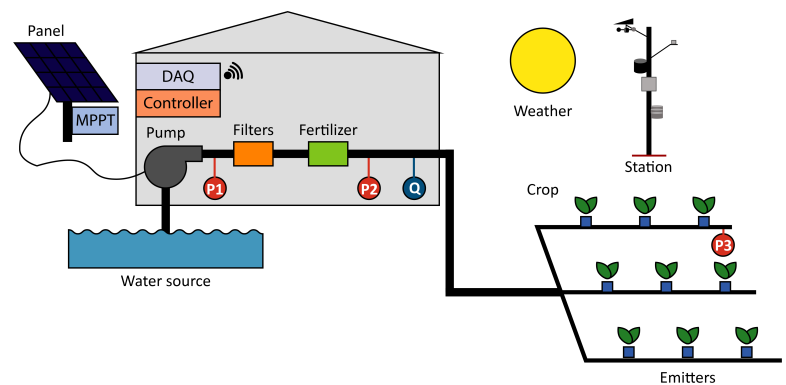 Panel
MPPT
DAQ
Controller
Pump
Filters
Fertilizer
P1
P2
Q
Water source
Weather
Station
Crop
P3
Emitters